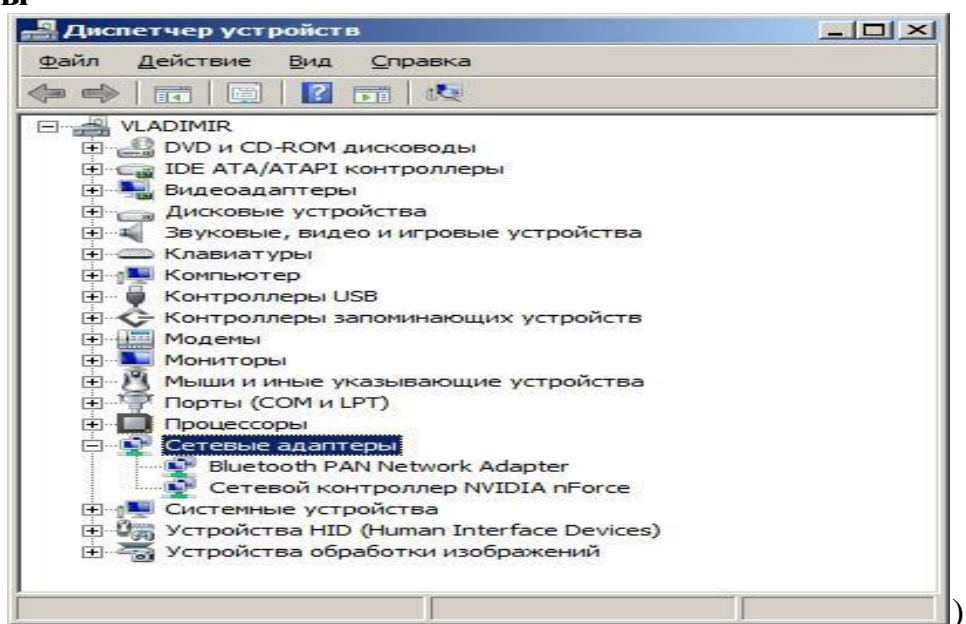 ы
Диспетчер устройств
Файл Действие Вид Справка
VLADIMIR
DVD и CD-ROM дисководы
IDE ATA/ATAPI контроллеры
Видеоадаптеры
Дисковые устройства
Звуковые, видео и игровые устройства
Клавиатуры
Компьютер
Контроллеры USB
Контроллеры запоминающих устройств
Модемы
Мониторы
Мыши и иные указывающие устройства
Порты (COM и LPT)
Процессоры
Сетевые адаптеры
Bluetooth PAN Network Adapter
Сетевой контроллер NVIDIA nForce
Системные устройства
Устройства HID (Human Interface Devices)
Устройства обработки изображений
)